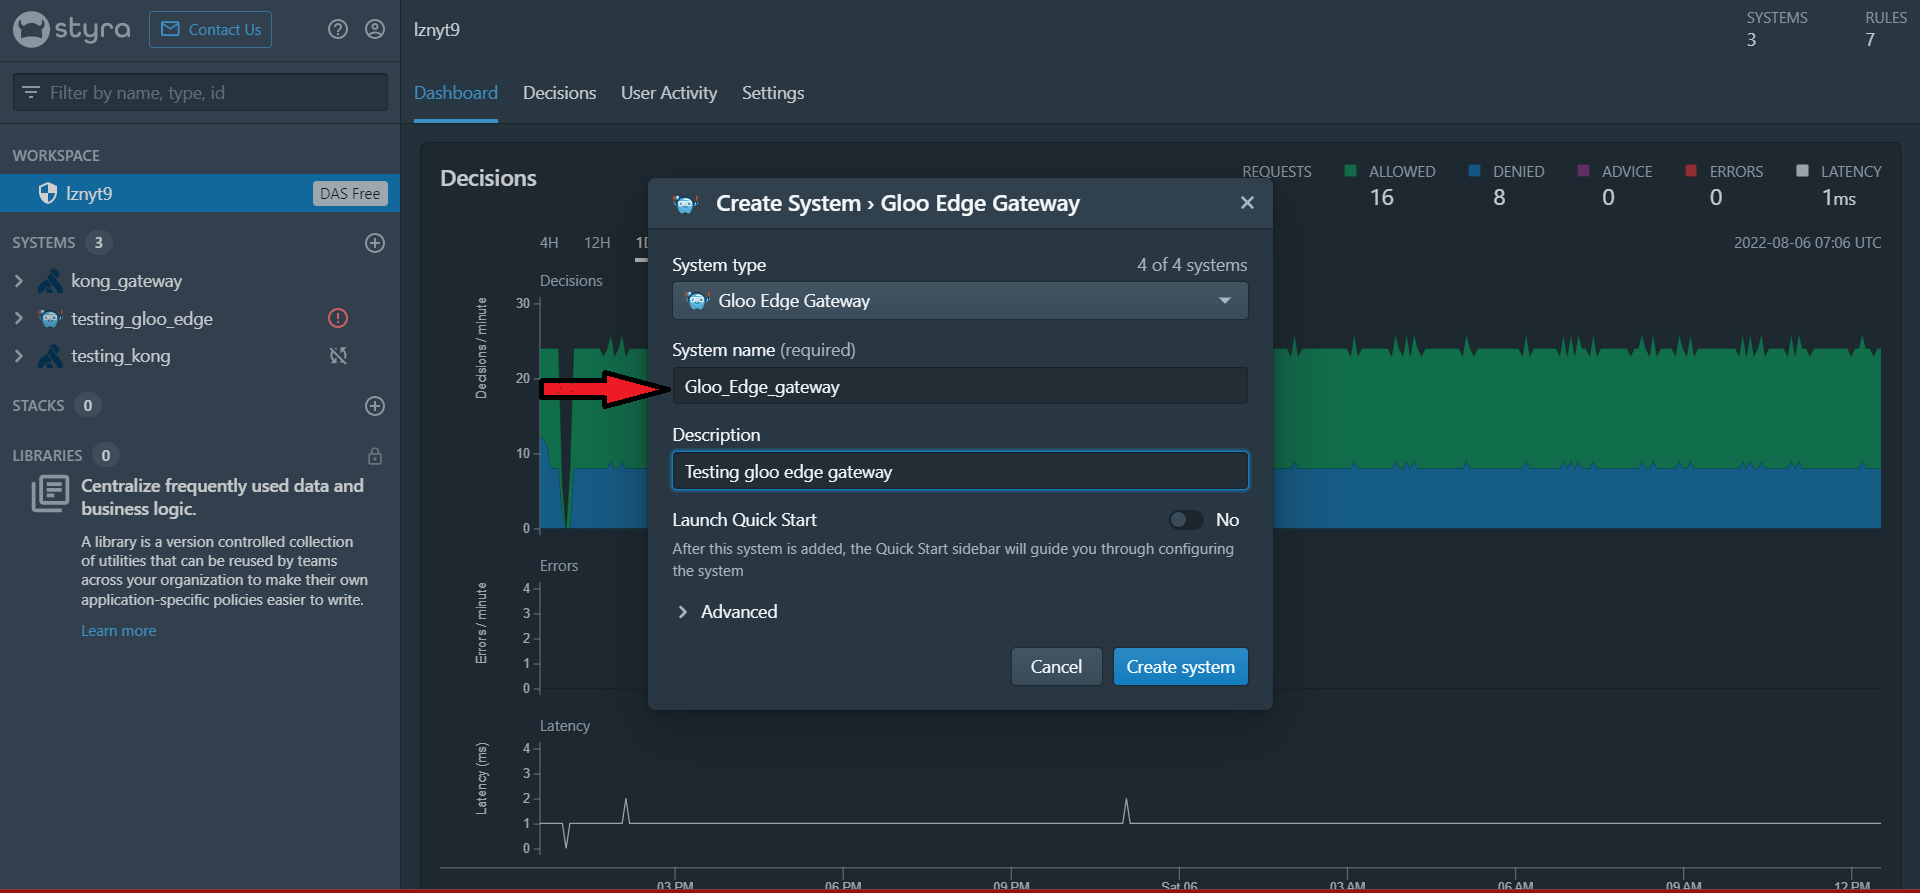 styra
Contact Us
Filter by name, type, id
WORKSPACE
lznyt9
DAS Free
SYSTEMS 3
kong_gateway
testing_gloo_edge
testing_kong
STACKS 0
LIBRARIES 0
Centralize frequently used data and
business logic.
A library is a version controlled collection
of utilities that can be reused by teams
across your organization to make their own
application-specific policies easier to write.
Learn more
lznyt9
SYSTEMS
3
RULES
7
Dashboard
Decisions
User Activity
Settings
Decisions
REQUESTS
ALLOWED
16
DENIED
8
ADVICE
0
ERRORS
0
LATENCY
1ms
4H
12H
2022-08-06 07:06 UTC
Decisions
Decisions / minute
30
20
10
0
Errors
Errors / minute
4
3
2
1
0
Latency
Latency (ms)
4
3
2
1
0
03 PM
06 PM
09 PM
Sat 06
03 AM
06 AM
09 AM
12 PM
Create System › Gloo Edge Gateway
System type
4 of 4 systems
Gloo Edge Gateway
System name (required)
Gloo_Edge_gateway
Description
Testing gloo edge gateway
Launch Quick Start
No
After this system is added, the Quick Start sidebar will guide you through configuring
the system
Advanced
Cancel
Create system